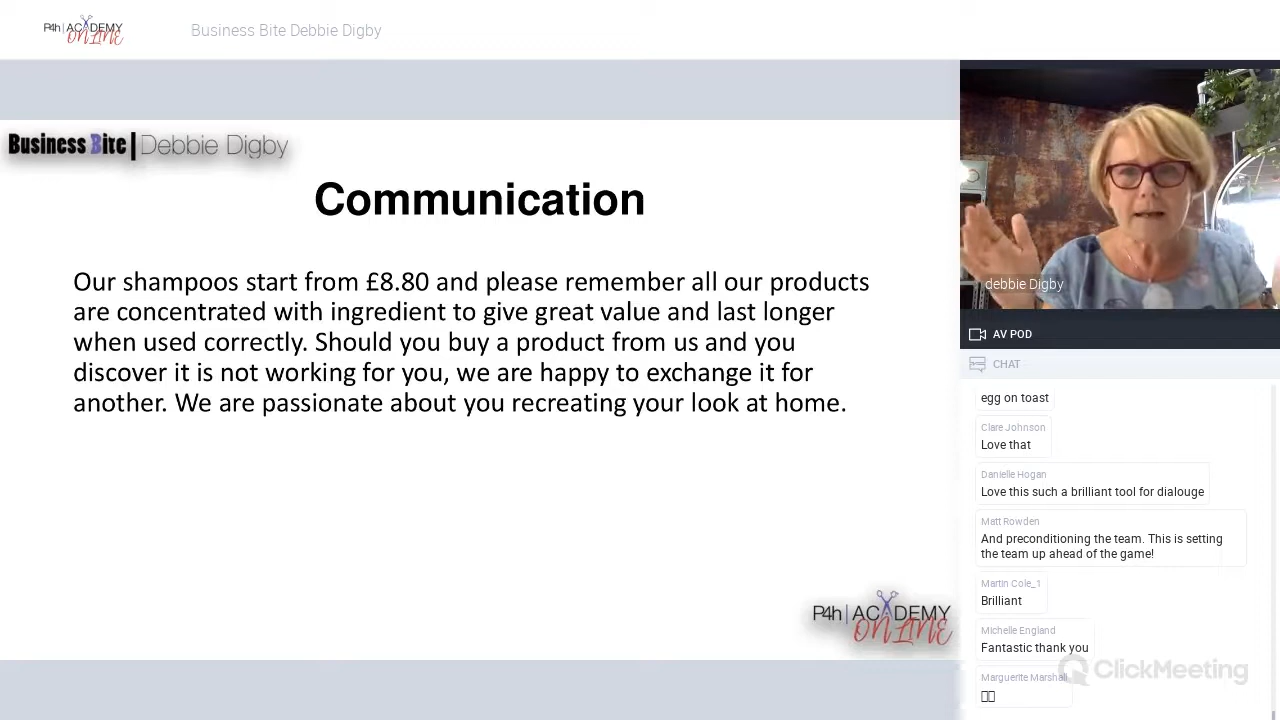 P4h | ACADEMY
ONLINE
Business Bite Debbie Digby
Business Bite | Debbie Digby
Communication
Our shampoos start from £8.80 and please remember all our products
are concentrated with ingredient to give great value and last longer
when used correctly. Should you buy a product from us and you
discover it is not working for you, we are happy to exchange it for
another. We are passionate about you recreating your look at home.
P4h | ACADEMY
ONLINE
debbie Digby
AV POD
CHAT
egg on toast
Clare Johnson
Love that
Danielle Hogan
Love this such a brilliant tool for dialouge
Matt Rowden
And preconditioning the team. This is setting
the team up ahead of the game!
Martin Cole_1
Brilliant
Michelle England
Fantastic thank you
Marguerite Marshall
ClickMeeting